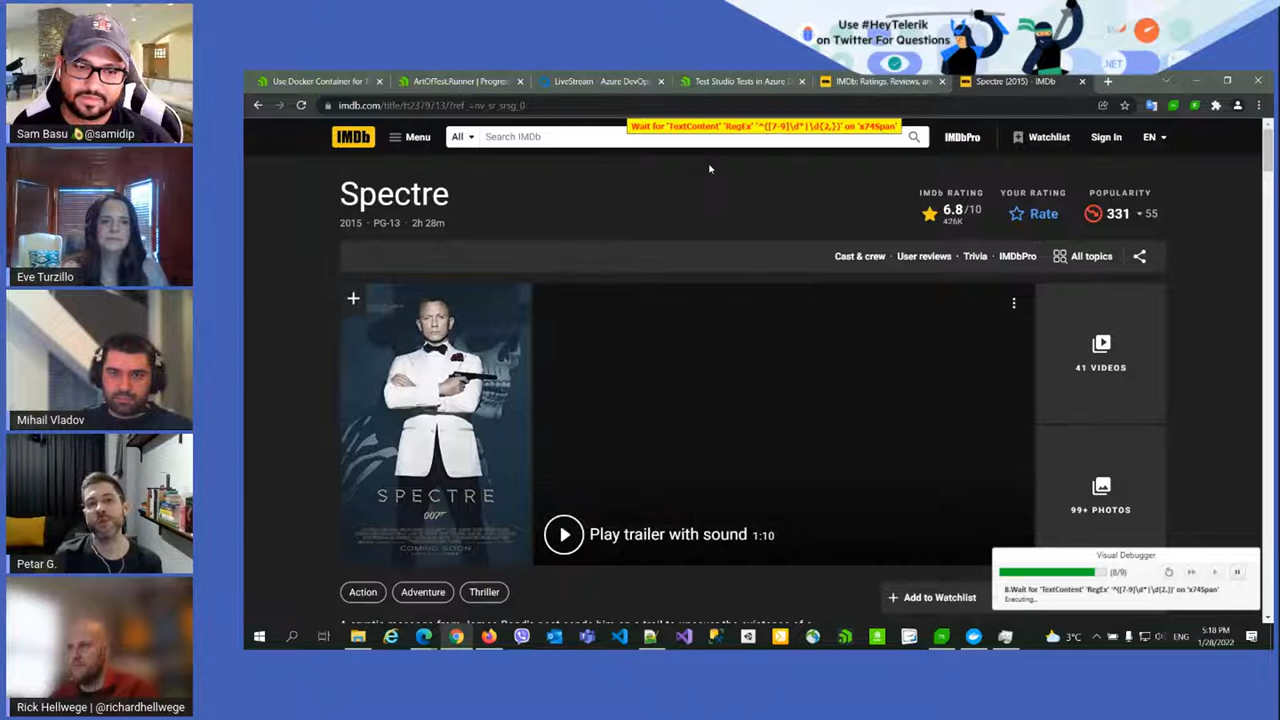 Sam Basu @samidip
Eve Turzillo
Mihail Vladov
Petar G.
Rick Hellwege | @richardhellwege
Use #HeyTelerik
on Twitter For Questions
.NET
Use Docker Container for T
ArtOfTest.Runner | Progres
LiveStream Azure DevOp
Test Studio Tests in Azure D
IMDb: Ratings, Reviews, an
Spectre (2015) - IMDb
imdb.com/title/tt2379713/?ref_=nv_sr_srsg_0
Wait for 'TextContent' 'RegEx' '^([7-9]\d*|\d{2,})' on 'x74Span'
IMDb
Menu
All
Search IMDb
IMDbPro
Watchlist
Sign In
EN
Spectre
2015 · PG-13 · 2h 28m
IMDb RATING
6.8/10
426K
YOUR RATING
Rate
POPULARITY
331
55
Cast & crew · User reviews · Trivia · IMDbPro
All topics
SPECTRE
007
COMING SOON
Play trailer with sound 1:10
41 VIDEOS
99+ PHOTOS
Visual Debugger
(8/9)
8.Wait for 'TextContent' 'RegEx' '^([7-9]\d*|\d{2,})' on 'x74Span'
Executing...
Action
Adventure
Thriller
+ Add to Watchlist
3°C
ENG
5:18 PM
1/28/2022